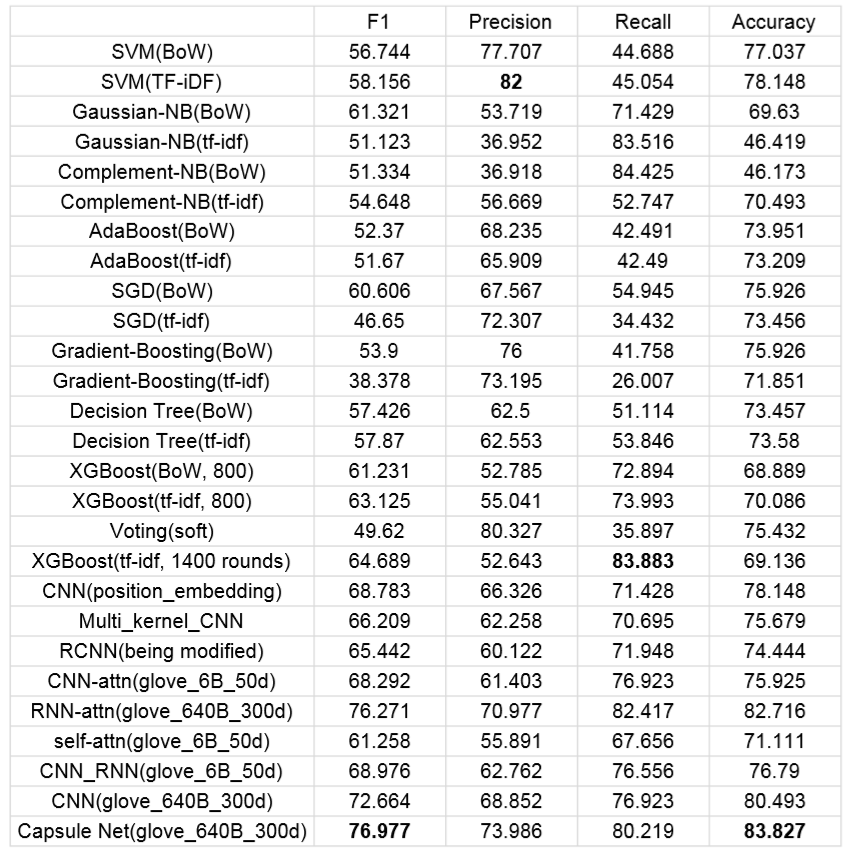 F1 Precision Recall Accuracy
SVM(BoW) 56.744 77.707 44.688 77.037
SVM(TF-iDF) 58.156 82 45.054 78.148
Gaussian-NB(BoW) 61.321 53.719 71.429 69.63
Gaussian-NB(tf-idf) 51.123 36.952 83.516 46.419
Complement-NB(BoW) 51.334 36.918 84.425 46.173
Complement-NB(tf-idf) 54.648 56.669 52.747 70.493
AdaBoost(BoW) 52.37 68.235 42.491 73.951
AdaBoost(tf-idf) 51.67 65.909 42.49 73.209
SGD(BoW) 60.606 67.567 54.945 75.926
SGD(tf-idf) 46.65 72.307 34.432 73.456
Gradient-Boosting(BoW) 53.9 76 41.758 75.926
Gradient-Boosting(tf-idf) 38.378 73.195 26.007 71.851
Decision Tree(BoW) 57.426 62.5 51.114 73.457
Decision Tree(tf-idf) 57.87 62.553 53.846 73.58
XGBoost(BoW, 800) 61.231 52.785 72.894 68.889
XGBoost(tf-idf, 800) 63.125 55.041 73.993 70.086
Voting(soft) 49.62 80.327 35.897 75.432
XGBoost(tf-idf, 1400 rounds) 64.689 52.643 83.883 69.136
CNN(position_embedding) 68.783 66.326 71.428 78.148
Multi_kernel_CNN 66.209 62.258 70.695 75.679
RCNN(being modified) 65.442 60.122 71.948 74.444
CNN-attn(glove_6B_50d) 68.292 61.403 76.923 75.925
RNN-attn(glove_640B_300d) 76.271 70.977 82.417 82.716
self-attn(glove_6B_50d) 61.258 55.891 67.656 71.111
CNN_RNN(glove_6B_50d) 68.976 62.762 76.556 76.79
CNN(glove_640B_300d) 72.664 68.852 76.923 80.493
Capsule Net(glove_640B_300d) 76.977 73.986 80.219 83.827